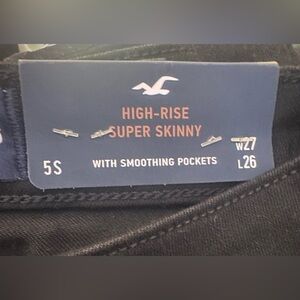 HIGH-RISE
SUPER SKINNY
5S WITH SMOOTHING POCKETS W27
L26